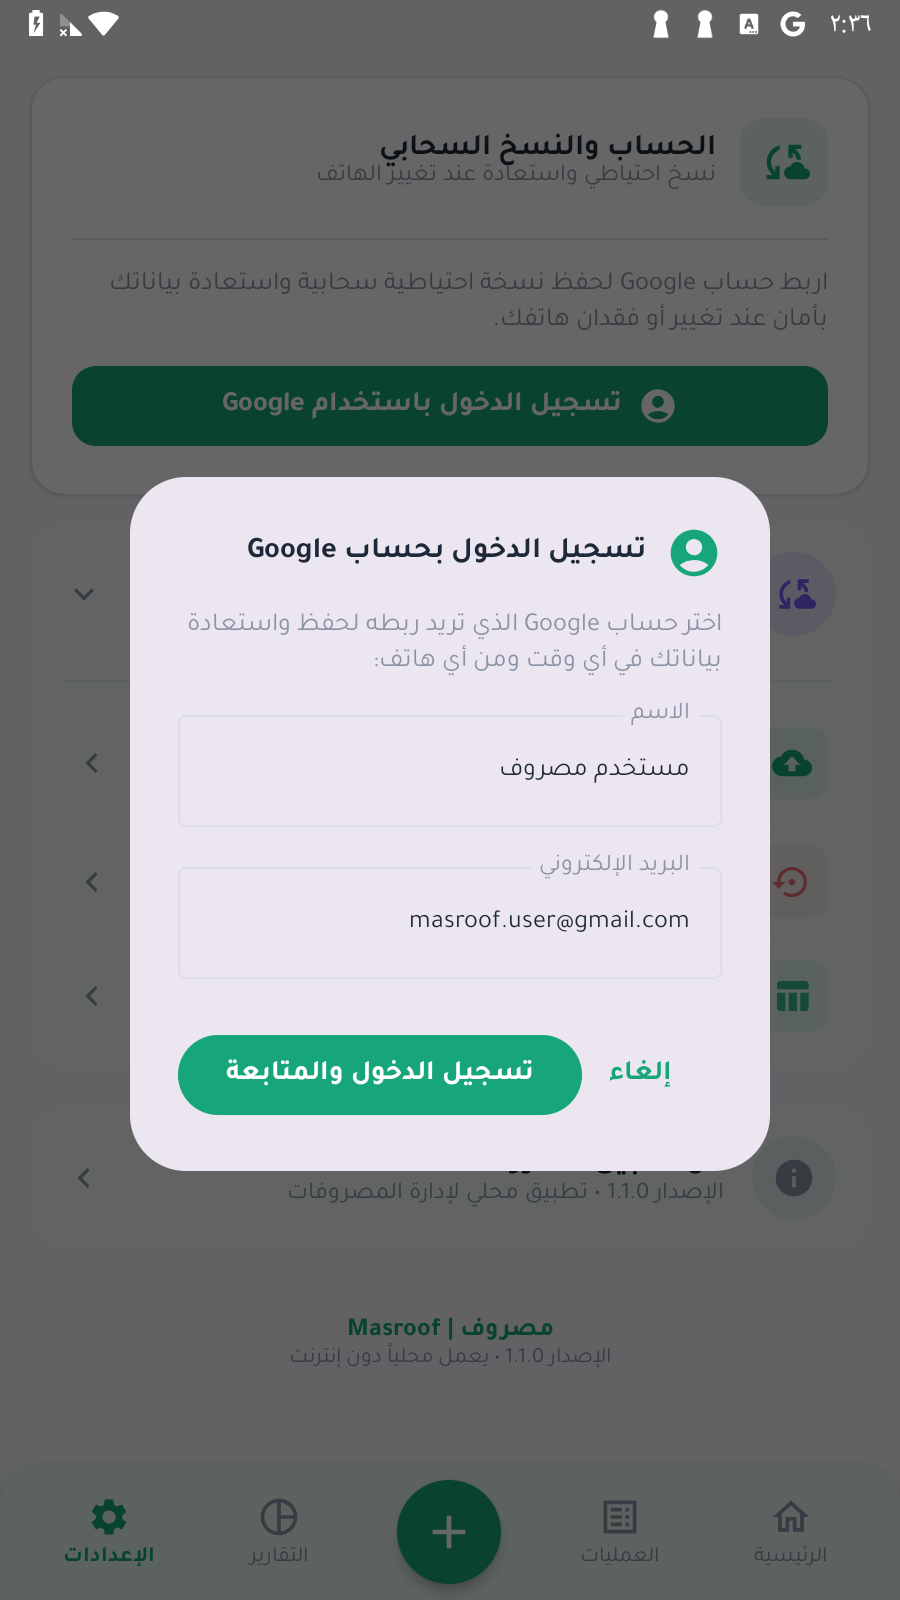 ٢:٣٦
الحساب والنسخ السحابي
نسخ احتياطي واستعادة عند تغيير الهاتف
اربط حساب Google لحفظ نسخة احتياطية سحابية واستعادة بياناتك
بأمان عند تغيير أو فقدان هاتفك.
تسجيل الدخول باستخدام Google
تسجيل الدخول بحساب Google
اختر حساب Google الذي تريد ربطه لحفظ واستعادة
بياناتك في أي وقت ومن أي هاتف:
الاسم
مستخدم مصروف
البريد الإلكتروني
masroof.user@gmail.com
إلغاء
تسجيل الدخول والمتابعة
الإصدار 1.1.0 • تطبيق محلي لإدارة المصروفات
مصروف | Masroof
الإصدار 1.1.0 • يعمل محلياً دون إنترنت
الرئيسية
العمليات
التقارير
الإعدادات